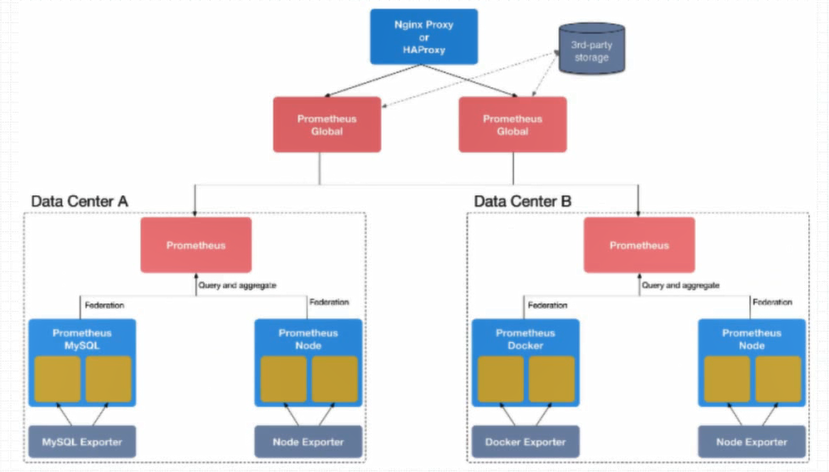 Nginx Proxy
or
HAProxy
3rd-party
storage
Prometheus
Global
Prometheus
Global
Data Center A
Data Center B
Prometheus
Prometheus
Query and aggregate
Query and aggregate
Federation
Federation
Federation
Federation
Prometheus
MySQL
Prometheus
Node
Prometheus
Docker
Prometheus
Node
MySQL Exporter
Node Exporter
Docker Exporter
Node Exporter